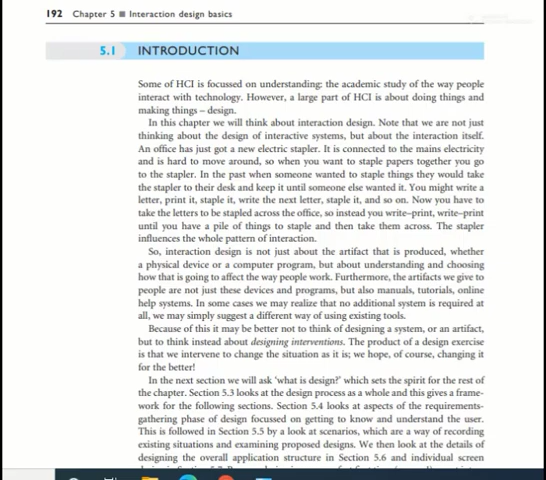 192 Chapter 5 ■ Interaction design basics
5.1 INTRODUCTION
Some of HCI is focussed on understanding: the academic study of the way people
interact with technology. However, a large part of HCI is about doing things and
making things – design.
In this chapter we will think about interaction design. Note that we are not just
thinking about the design of interactive systems, but about the interaction itself.
An office has just got a new electric stapler. It is connected to the mains electricity
and is hard to move around, so when you want to staple papers together you go
to the stapler. In the past when someone wanted to staple things they would take
the stapler to their desk and keep it until someone else wanted it. You might write a
letter, print it, staple it, write the next letter, staple it, and so on. Now you have to
take the letters to be stapled across the office, so instead you write–print, write–print
until you have a pile of things to staple and then take them across. The stapler
influences the whole pattern of interaction.
So, interaction design is not just about the artifact that is produced, whether
a physical device or a computer program, but about understanding and choosing
how that is going to affect the way people work. Furthermore, the artifacts we give to
people are not just these devices and programs, but also manuals, tutorials, online
help systems. In some cases we may realize that no additional system is required at
all, we may simply suggest a different way of using existing tools.
Because of this it may be better not to think of designing a system, or an artifact,
but to think instead about designing interventions. The product of a design exercise
is that we intervene to change the situation as it is; we hope, of course, changing it
for the better!
In the next section we will ask 'what is design?' which sets the spirit for the rest of
the chapter. Section 5.3 looks at the design process as a whole and this gives a frame-
work for the following sections. Section 5.4 looks at aspects of the requirements-
gathering phase of design focussed on getting to know and understand the user.
This is followed in Section 5.5 by a look at scenarios, which are a way of recording
existing situations and examining proposed designs. We then look at the details of
designing the overall application structure in Section 5.6 and individual screen